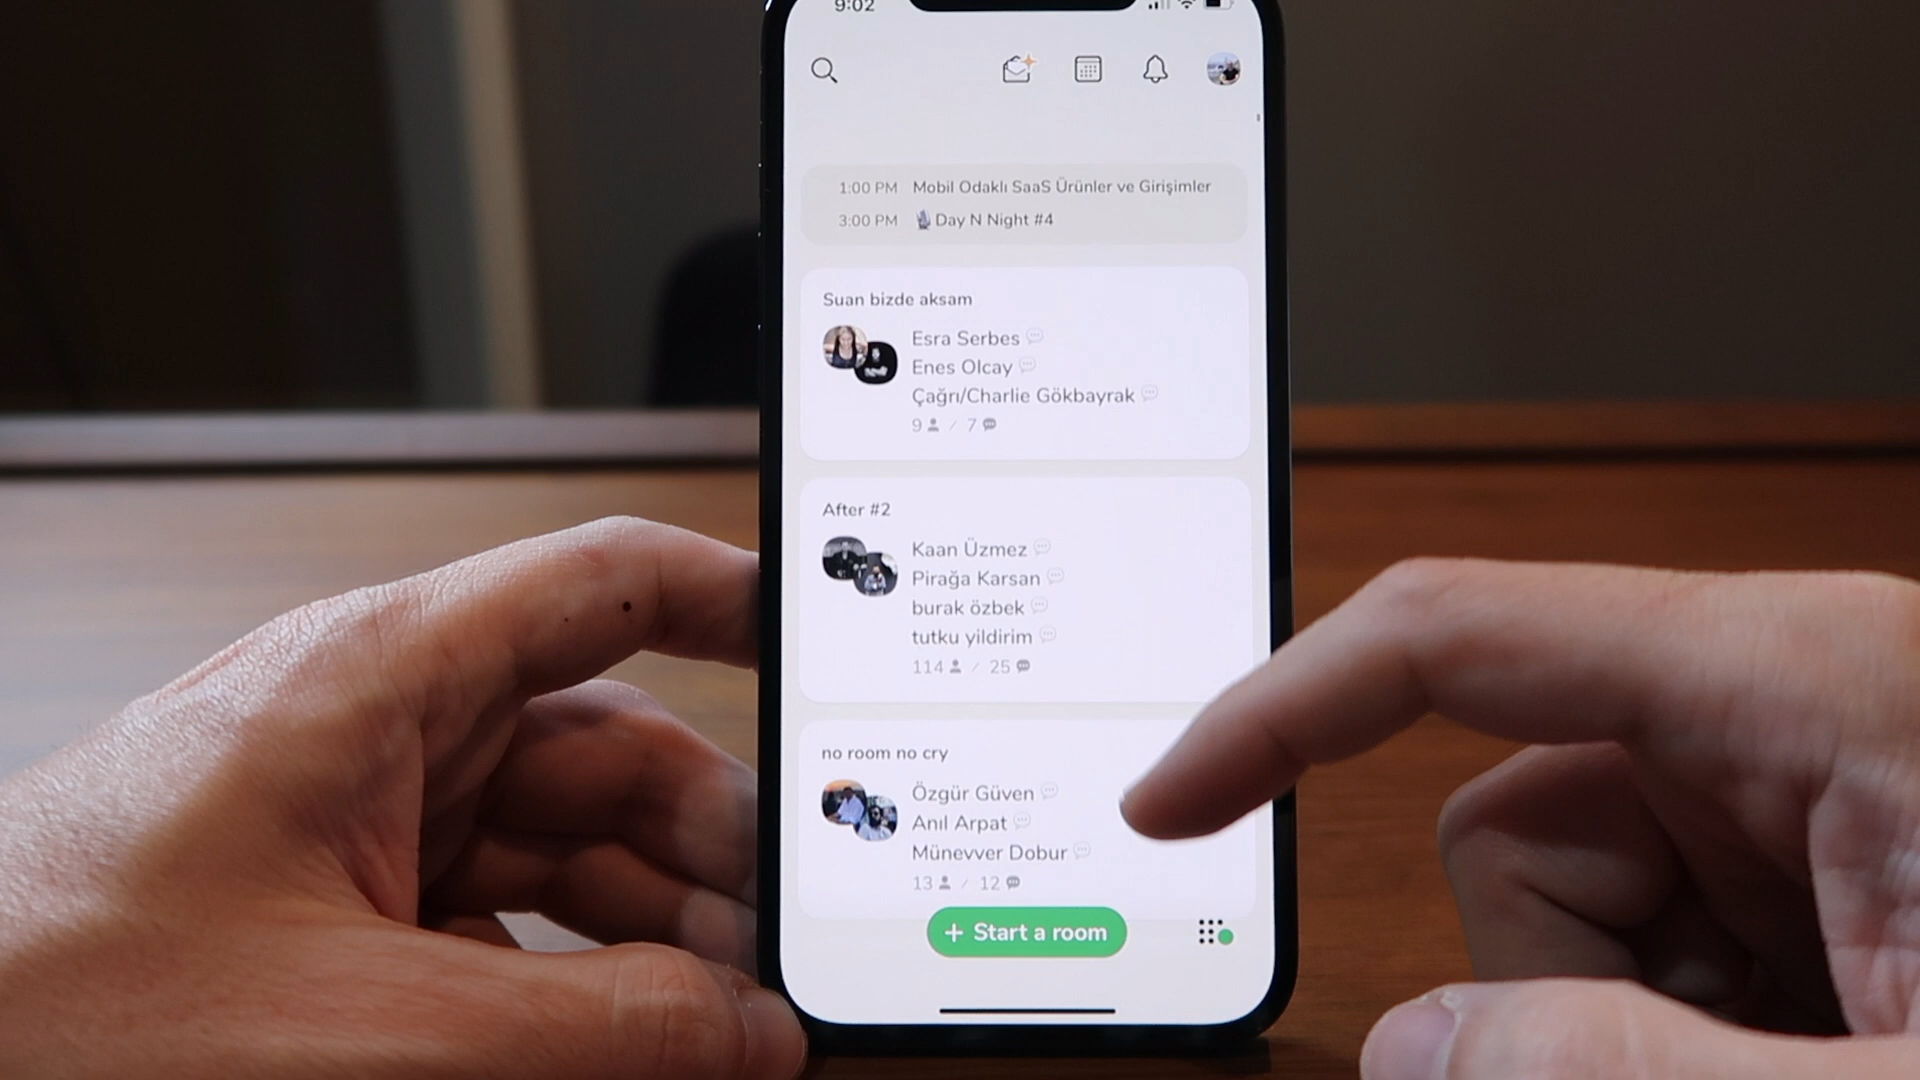 9:02
1:00 PM Mobil Odaklı SaaS Ürünler ve Girişimler
3:00 PM Day N Night #4
Suan bizde aksam
Esra Serbes
Enes Olcay
Çağrı/Charlie Gökbayrak
9 / 7
After #2
Kaan Üzmez
Pirağa Karsan
burak özbek
tutku yildirim
114 / 25
no room no cry
Özgür Güven
Anıl Arpat
Münevver Dobur
13 / 12
+ Start a room